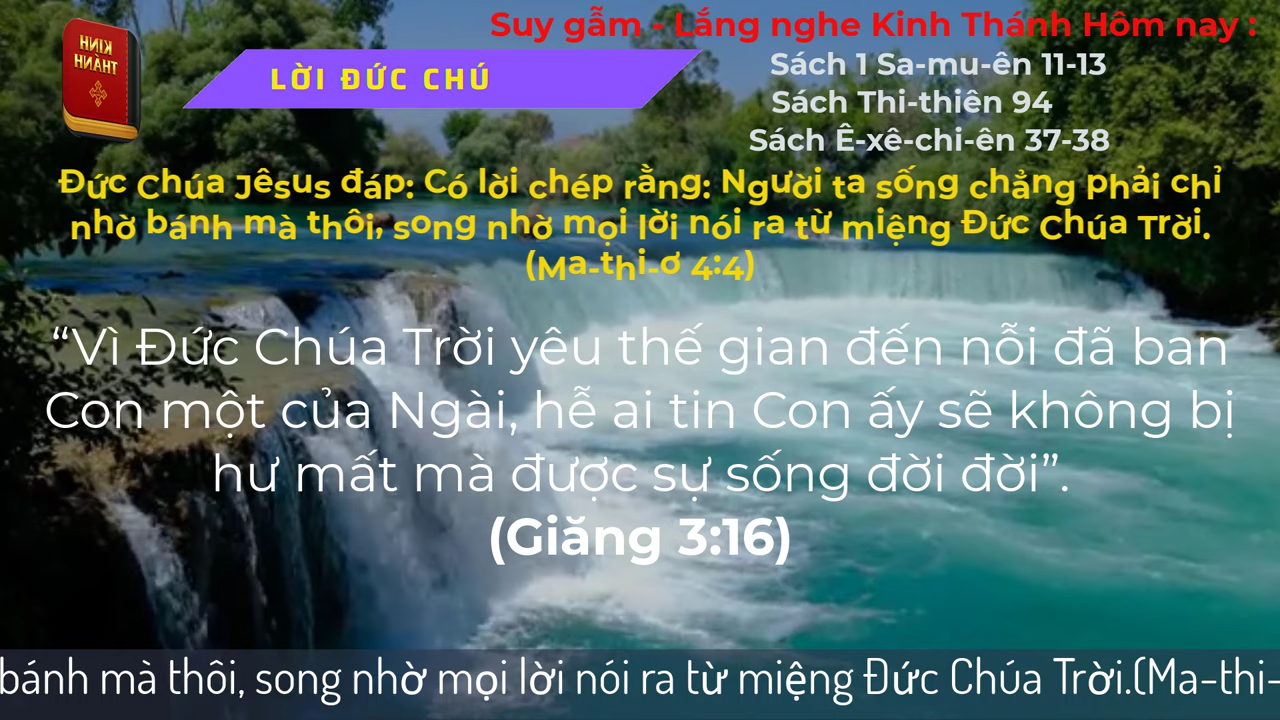 Suy gẫm - Lắng nghe Kinh Thánh Hôm nay :
KINH
THÁNH
LỜI ĐỨC CHÚ
Sách 1 Sa-mu-ên 11-13
Sách Thi-thiên 94
Sách Ê-xê-chi-ên 37-38
Đức Chúa Jêsus đáp: Có lời chép rằng: Người ta sống chẳng phải chỉ
nhờ bánh mà thôi, song nhờ mọi lời nói ra từ miệng Đức Chúa Trời.
(Ma-thi-ơ 4:4)
“Vì Đức Chúa Trời yêu thế gian đến nỗi đã ban
Con một của Ngài, hễ ai tin Con ấy sẽ không bị
hư mất mà được sự sống đời đời”.
(Giăng 3:16)
bánh mà thôi, song nhờ mọi lời nói ra từ miệng Đức Chúa Trời.(Ma-thi-